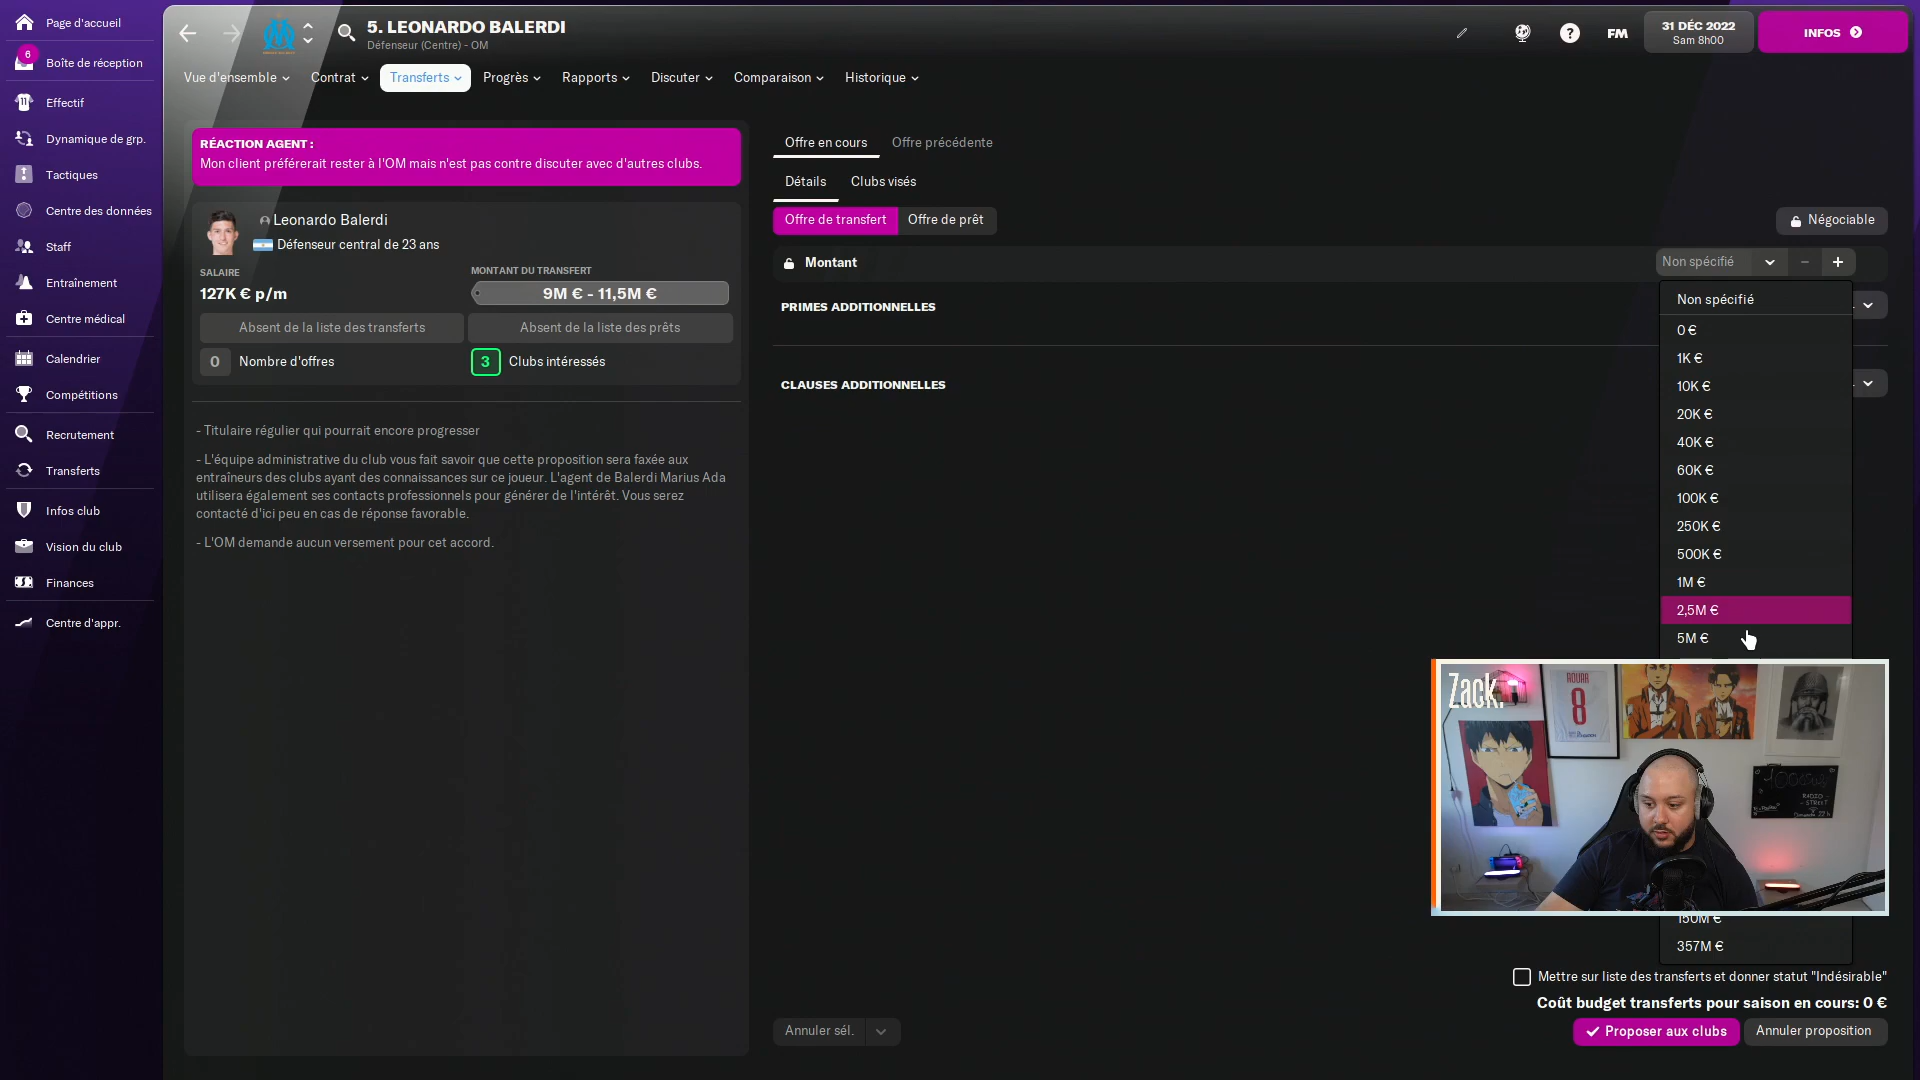 Page d'accueil
6
Boîte de réception
Effectif
Dynamique de grp.
Tactiques
Centre des données
Staff
Entraînement
Centre médical
Calendrier
Compétitions
Recrutement
Transferts
Infos club
Vision du club
Finances
Centre d'appr.
5. LEONARDO BALERDI
Défenseur (Centre) - OM
?
FM
31 DÉC 2022
Sam 8h00
INFOS
Vue d'ensemble
Contrat
Transferts
Progrès
Rapports
Discuter
Comparaison
Historique
RÉACTION AGENT :
Mon client préférerait rester à l'OM mais n'est pas contre discuter avec d'autres clubs.
Leonardo Balerdi
Défenseur central de 23 ans
SALAIRE
127K € p/m
MONTANT DU TRANSFERT
9M € - 11,5M €
Absent de la liste des transferts
Absent de la liste des prêts
0 Nombre d'offres
3 Clubs intéressés
- Titulaire régulier qui pourrait encore progresser
- L'équipe administrative du club vous fait savoir que cette proposition sera faxée aux
entraîneurs des clubs ayant des connaissances sur ce joueur. L'agent de Balerdi Marius Ada
utilisera également ses contacts professionnels pour générer de l'intérêt. Vous serez
contacté d'ici peu en cas de réponse favorable.
- L'OM demande aucun versement pour cet accord.
Offre en cours
Offre précédente
Détails
Clubs visés
Offre de transfert
Offre de prêt
Négociable
Montant
Non spécifié
PRIMES ADDITIONNELLES
CLAUSES ADDITIONNELLES
Non spécifié
0 €
1K €
10K €
20K €
40K €
60K €
100K €
250K €
500K €
1M €
2,5M €
5M €
Zack.
AOUAR
8
RADIO
STREET
150M €
357M €
Mettre sur liste des transferts et donner statut "Indésirable"
Coût budget transferts pour saison en cours: 0 €
Annuler sél.
Proposer aux clubs
Annuler proposition